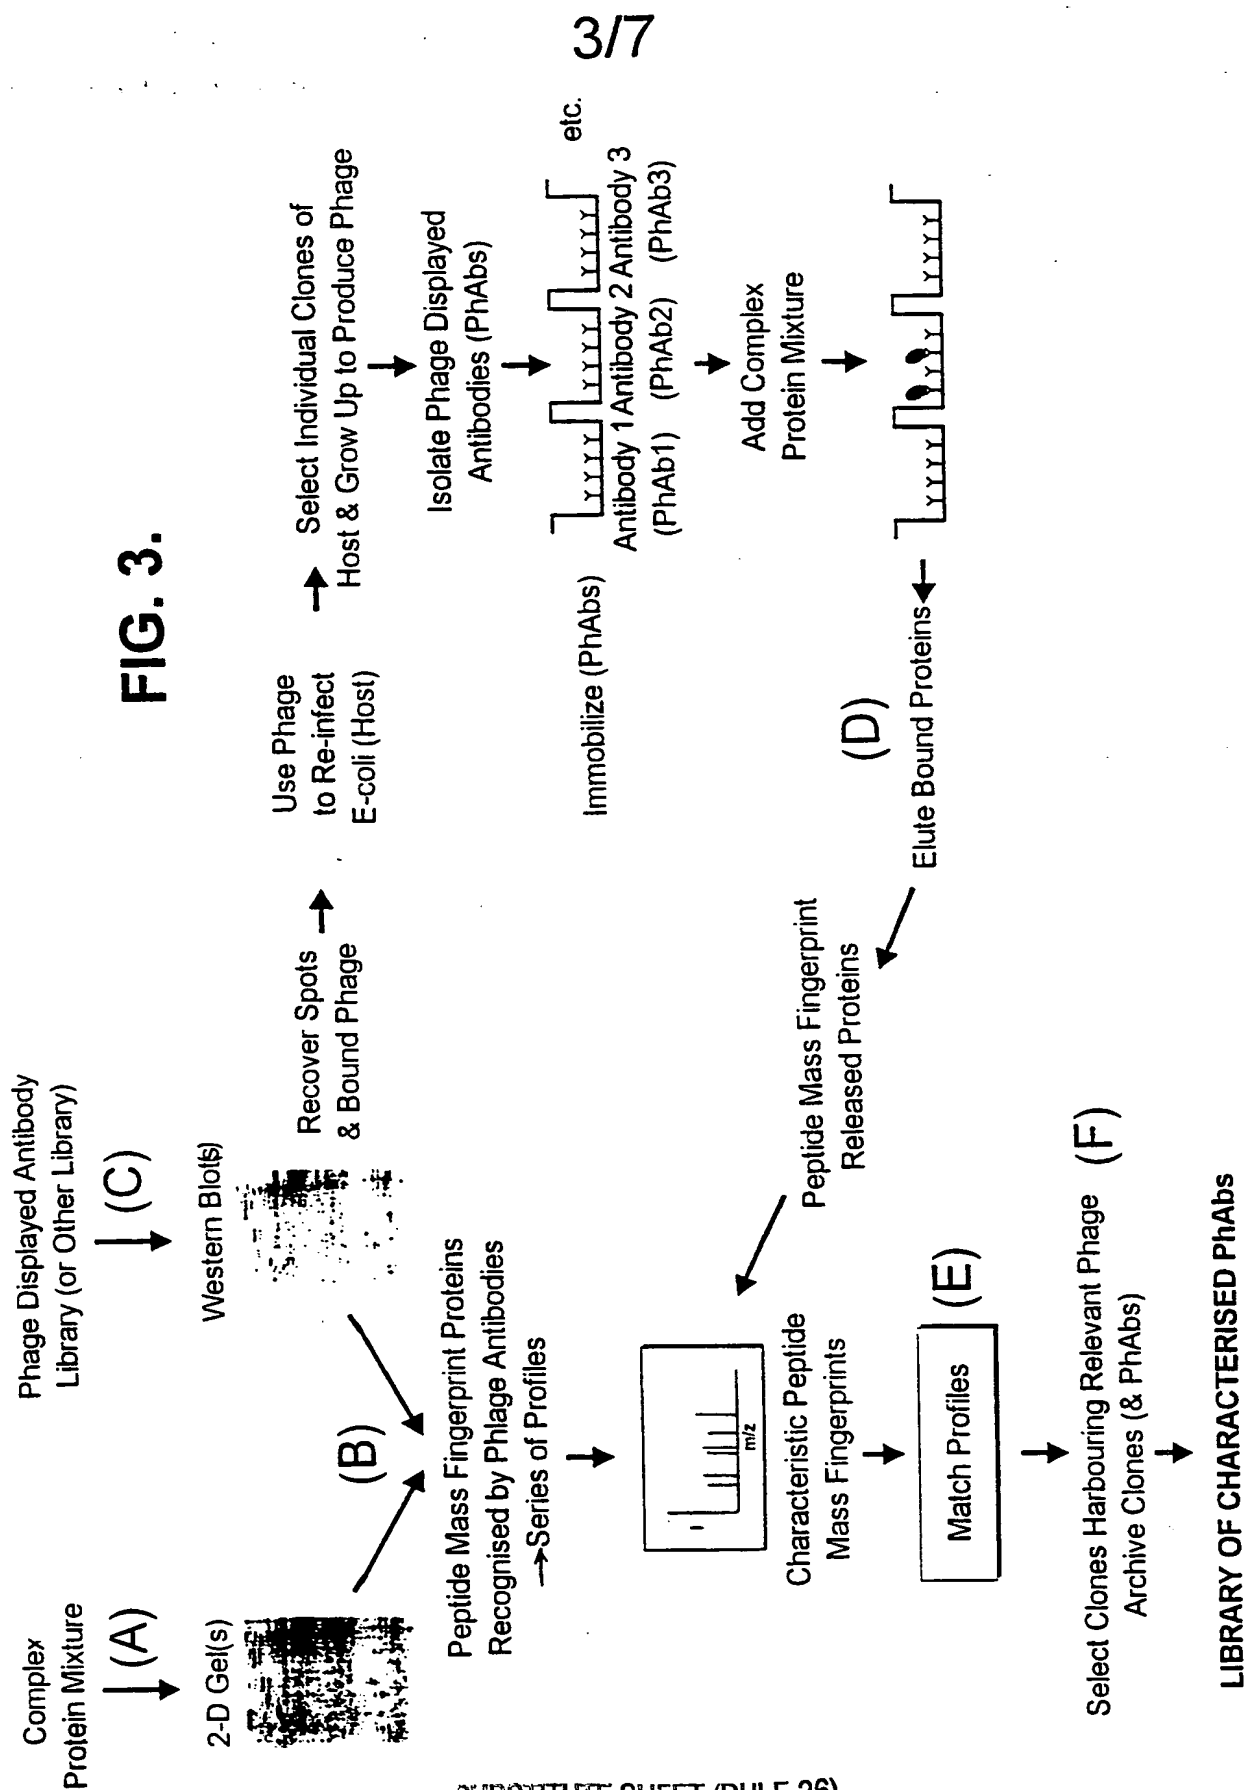 3/7
FIG. 3.
Complex
Protein Mixture
(A)
2-D Gel(s)
Phage Displayed Antibody
Library (or Other Library)
(C)
Western Blot(s)
(B)
Peptide Mass Fingerprint Proteins
Recognised by Phlage Antibodies
→Series of Profiles
m/z
Characteristic Peptide
Mass Fingerprints
Match Profiles
(E)
Select Clones Harbouring Relevant Phage
(F)
Archive Clones (& PhAbs)
LIBRARY OF CHARACTERISED PhAbs
Recover Spots
& Bound Phage
Use Phage
to Re-infect
E-coli (Host)
Select Individual Clones of
Host & Grow Up to Produce Phage
Isolate Phage Displayed
Antibodies (PhAbs)
Immobilize (PhAbs)
etc.
Antibody 1 Antibody 2 Antibody 3
(PhAb1) (PhAb2) (PhAb3)
Add Complex
Protein Mixture
(D)
Elute Bound Proteins
Peptide Mass Fingerprint
Released Proteins
SHEET (RULE 26)